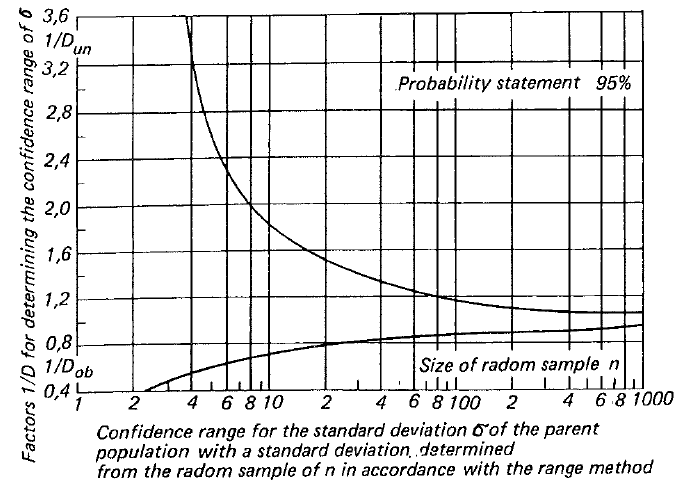 Factors 1/D for determining the confidence range of σ
3,6
1/Dun
3,2
2,8
2,4
2,0
1,6
1,2
0,8
1/Dob
0,4
Probability statement 95%
Size of radom sample n
1 2 4 6 8 10 2 4 6 8 100 2 4 6 8 1000
Confidence range for the standard deviation σ of the parent
population with a standard deviation, determined
from the radom sample of n in accordance with the range method